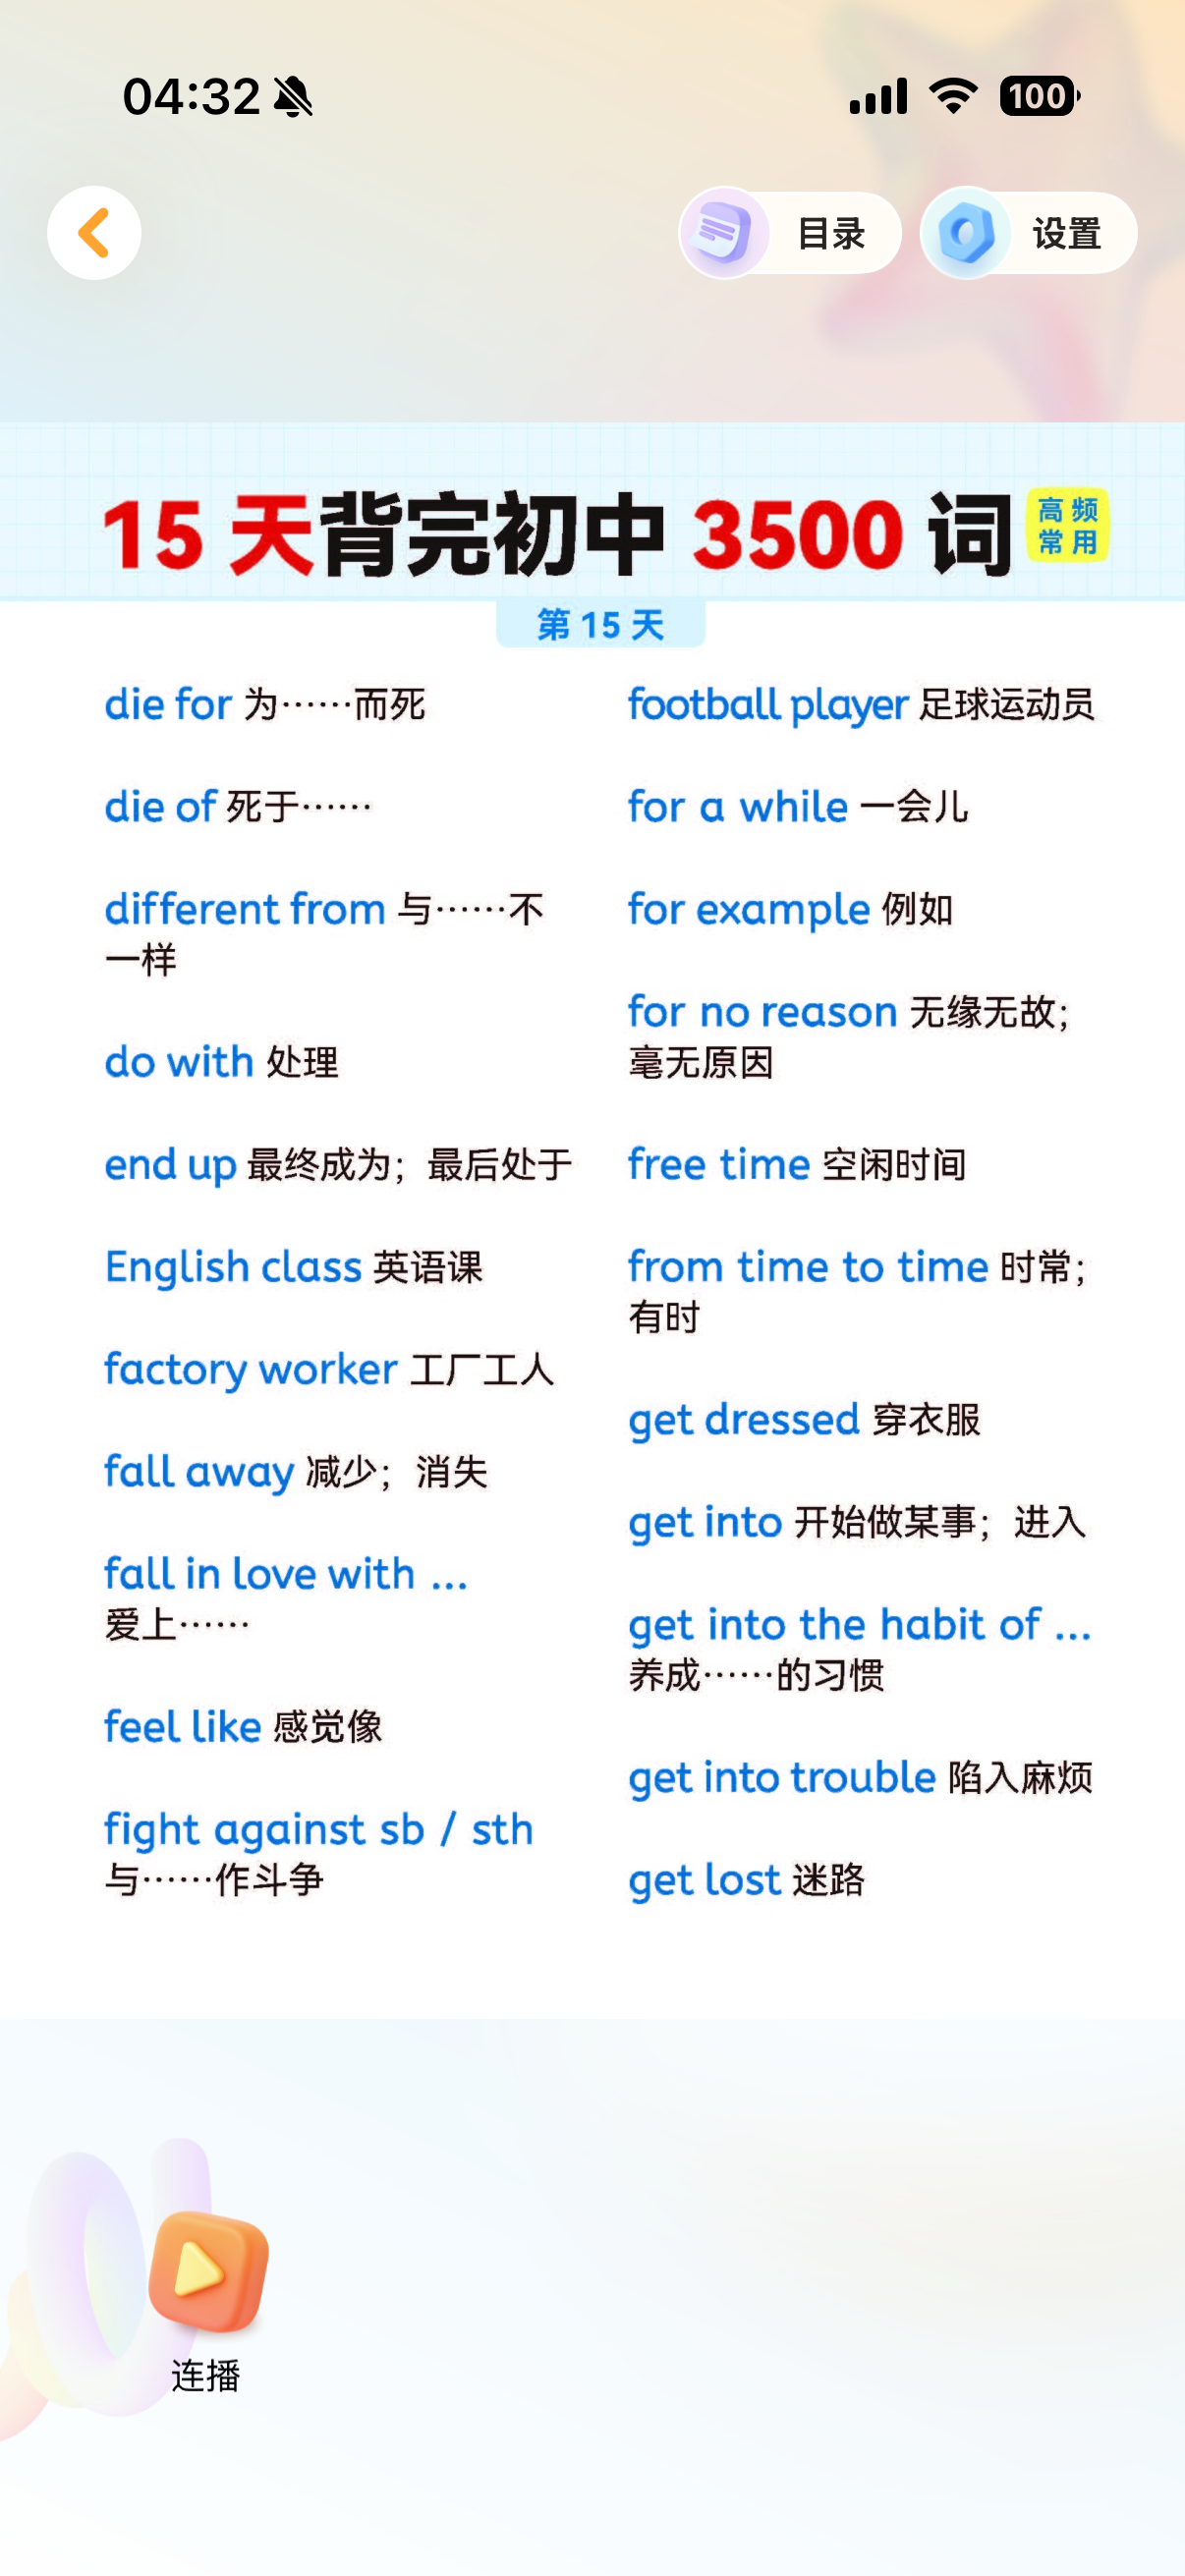 04:32
100
目录
设置
15 天背完初中 3500 词
高频
常用
第 15 天
die for 为……而死
die of 死于……
different from 与……不
一样
do with 处理
end up 最终成为；最后处于
English class 英语课
factory worker 工厂工人
fall away 减少；消失
fall in love with ...
爱上……
feel like 感觉像
fight against sb / sth
与……作斗争
football player 足球运动员
for a while 一会儿
for example 例如
for no reason 无缘无故；
毫无原因
free time 空闲时间
from time to time 时常；
有时
get dressed 穿衣服
get into 开始做某事；进入
get into the habit of ...
养成……的习惯
get into trouble 陷入麻烦
get lost 迷路
连播